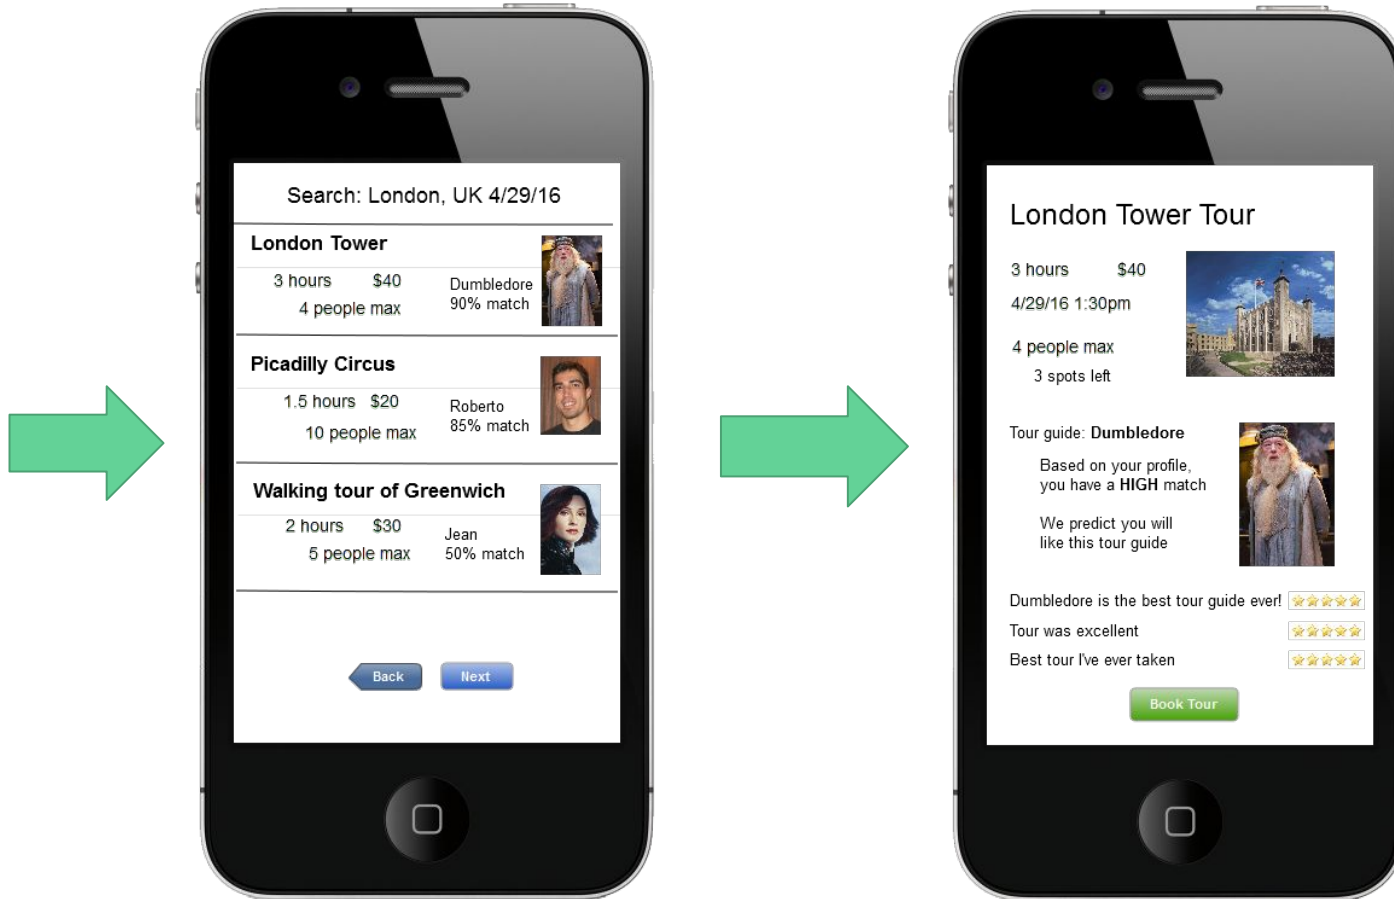 Search: London, UK 4/29/16
London Tower
3 hours $40
4 people max
Dumbledore
90% match
Picadilly Circus
1.5 hours $20
10 people max
Roberto
85% match
Walking tour of Greenwich
2 hours $30
5 people max
Jean
50% match
Back
Next
London Tower Tour
3 hours $40
4/29/16 1:30pm
4 people max
3 spots left
Tour guide: Dumbledore
Based on your profile,
you have a HIGH match
We predict you will
like this tour guide
Dumbledore is the best tour guide ever!
Tour was excellent
Best tour I've ever taken
Book Tour